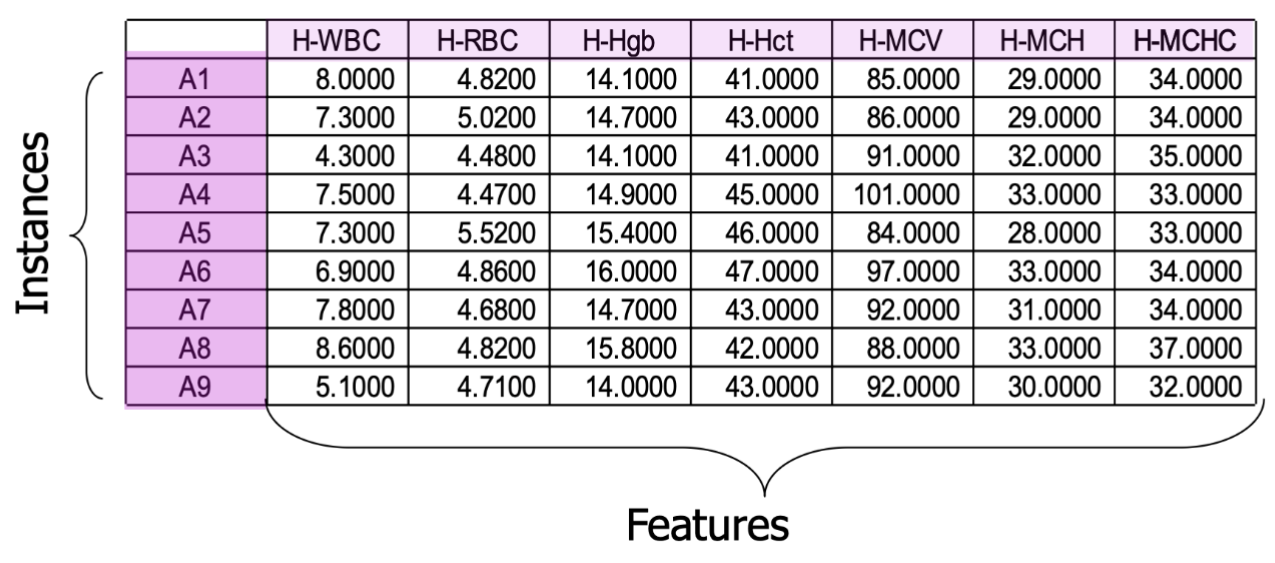 H-WBC H-RBC H-Hgb H-Hct H-MCV H-MCH H-MCHC
A1 8.0000 4.8200 14.1000 41.0000 85.0000 29.0000 34.0000
A2 7.3000 5.0200 14.7000 43.0000 86.0000 29.0000 34.0000
A3 4.3000 4.4800 14.1000 41.0000 91.0000 32.0000 35.0000
A4 7.5000 4.4700 14.9000 45.0000 101.0000 33.0000 33.0000
A5 7.3000 5.5200 15.4000 46.0000 84.0000 28.0000 33.0000
A6 6.9000 4.8600 16.0000 47.0000 97.0000 33.0000 34.0000
A7 7.8000 4.6800 14.7000 43.0000 92.0000 31.0000 34.0000
A8 8.6000 4.8200 15.8000 42.0000 88.0000 33.0000 37.0000
A9 5.1000 4.7100 14.0000 43.0000 92.0000 30.0000 32.0000
Instances
Features